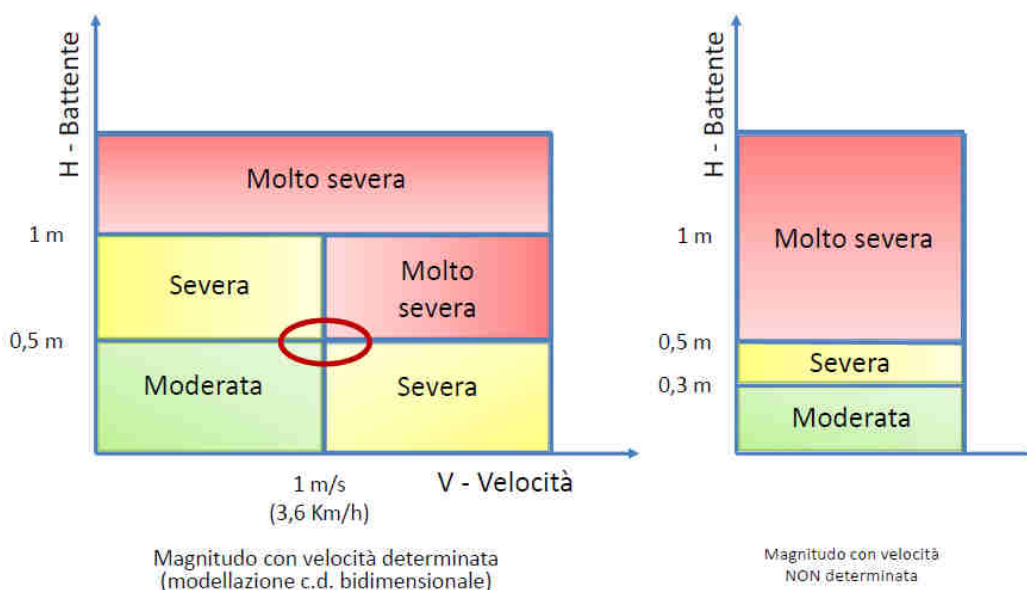 H - Battente
Molto severa
1 m
Severa
Molto
severa
0,5 m
Moderata
Severa
1 m/s
(3,6 Km/h)
V - Velocità
Magnitudo con velocità determinata
(modellazione c.d. bidimensionale)
H - Battente
1 m
Molto severa
0,5 m
Severa
0,3 m
Moderata
Magnitudo con velocità
NON determinata